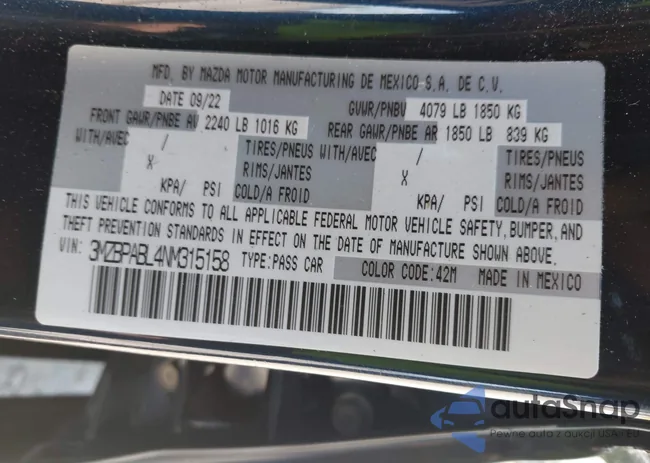 MFD. BY MAZDA MOTOR MANUFACTURING DE MEXICO S.A. DE C.V.
DATE 09/22 GVWR/PNBV 4079 LB 1850 KG
FRONT GAWR/PNBE AV 2240 LB 1016 KG REAR GAWR/PNBE AR 1850 LB 839 KG
WITH/AVEC / TIRES/PNEUS WITH/AVEC / TIRES/PNEUS
X RIMS/JANTES X RIMS/JANTES
KPA/ PSI COLD/A FROID KPA/ PSI COLD/A FROID
THIS VEHICLE CONFORMS TO ALL APPLICABLE FEDERAL MOTOR VEHICLE SAFETY, BUMPER, AND
THEFT PREVENTION STANDARDS IN EFFECT ON THE DATE OF MANUFACTURE SHOWN ABOVE.
VIN: 3MZBPABL4NM315158 TYPE:PASS CAR COLOR CODE:42M MADE IN MEXICO
autaSnap
Pewne auta z aukcji USA-EU